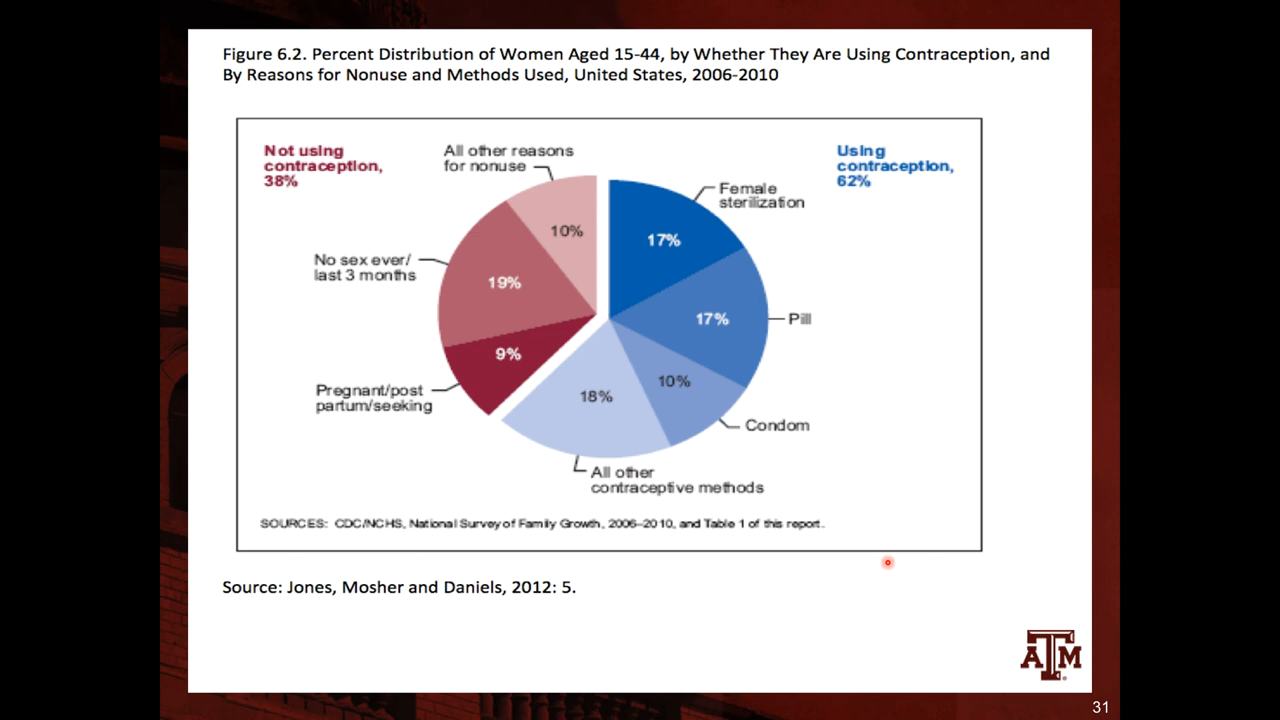 Figure 6.2. Percent Distribution of Women Aged 15-44, by Whether They Are Using Contraception, and
By Reasons for Nonuse and Methods Used, United States, 2006-2010
Not using
contraception,
38%
All other reasons
for nonuse
Using
contraception,
62%
Female
sterilization
10%
17%
No sex ever/
last 3 months
19%
17%
Pill
9%
10%
18%
Pregnant/post
partum/seeking
Condom
All other
contraceptive methods
SOURCES: CDC/NCHS, National Survey of Family Growth, 2006–2010, and Table 1 of this report.
Source: Jones, Mosher and Daniels, 2012: 5.
ATM
31